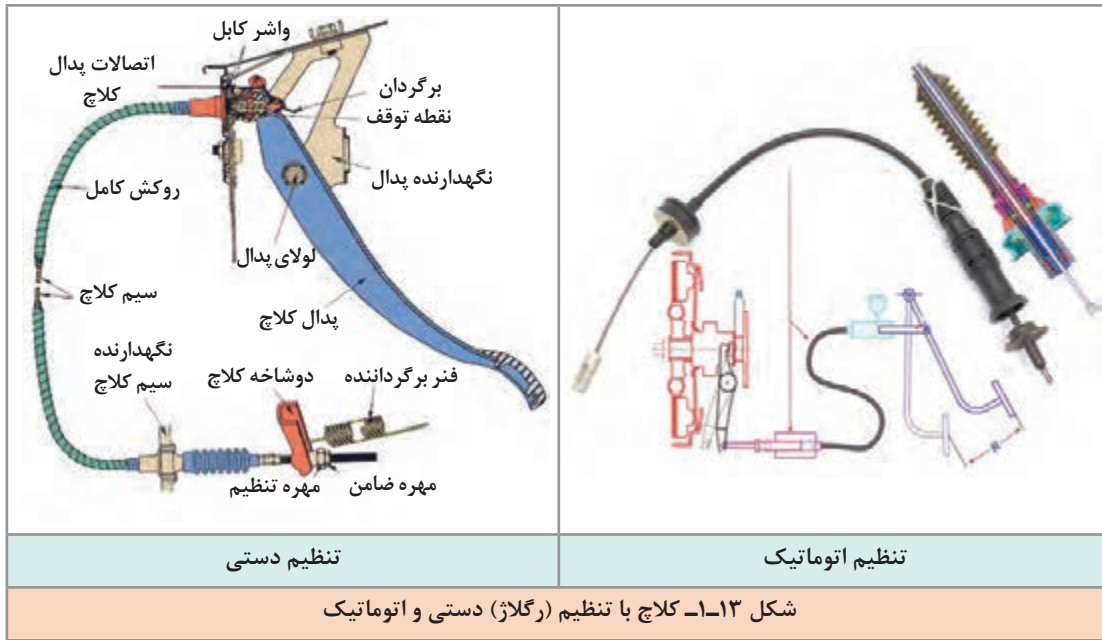 واشر کابل
اتصالات پدال
کلاچ
برگردان
نقطه توقف
نگهدارنده پدال
روکش کامل
لولای پدال
سیم کلاچ
پدال کلاچ
نگهدارنده
سیم کلاچ
دوشاخه کلاچ
فنر برگرداننده
مهره تنظیم
مهره ضامن
تنظیم دستی
تنظیم اتوماتیک
شکل ۱۳ـ۱ـ کلاچ با تنظیم (رگلاژ) دستی و اتوماتیک